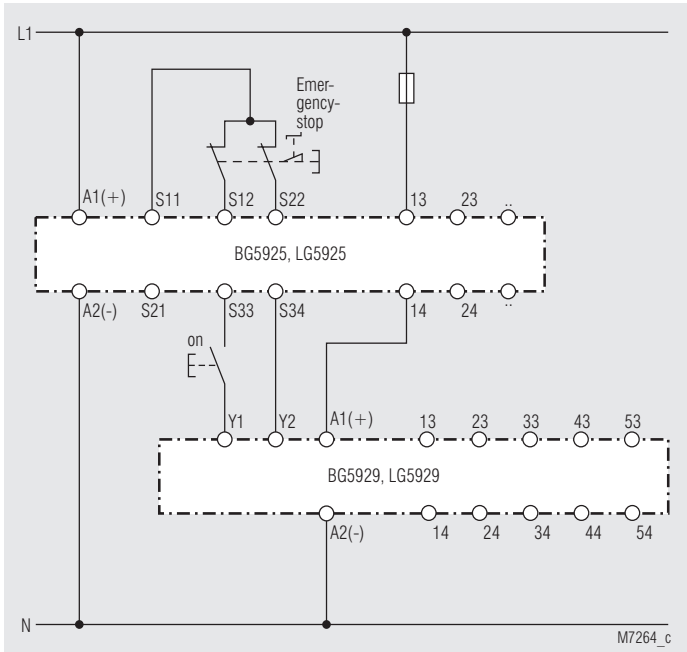 L1
Emer-
gency-
stop
A1(+) S11 S12 S22 13 23 ..
BG5925, LG5925
A2(-) S21 S33 S34 14 24 ..
on
Y1 Y2 A1(+) 13 23 33 43 53
BG5929, LG5929
A2(-) 14 24 34 44 54
N
M7264_c